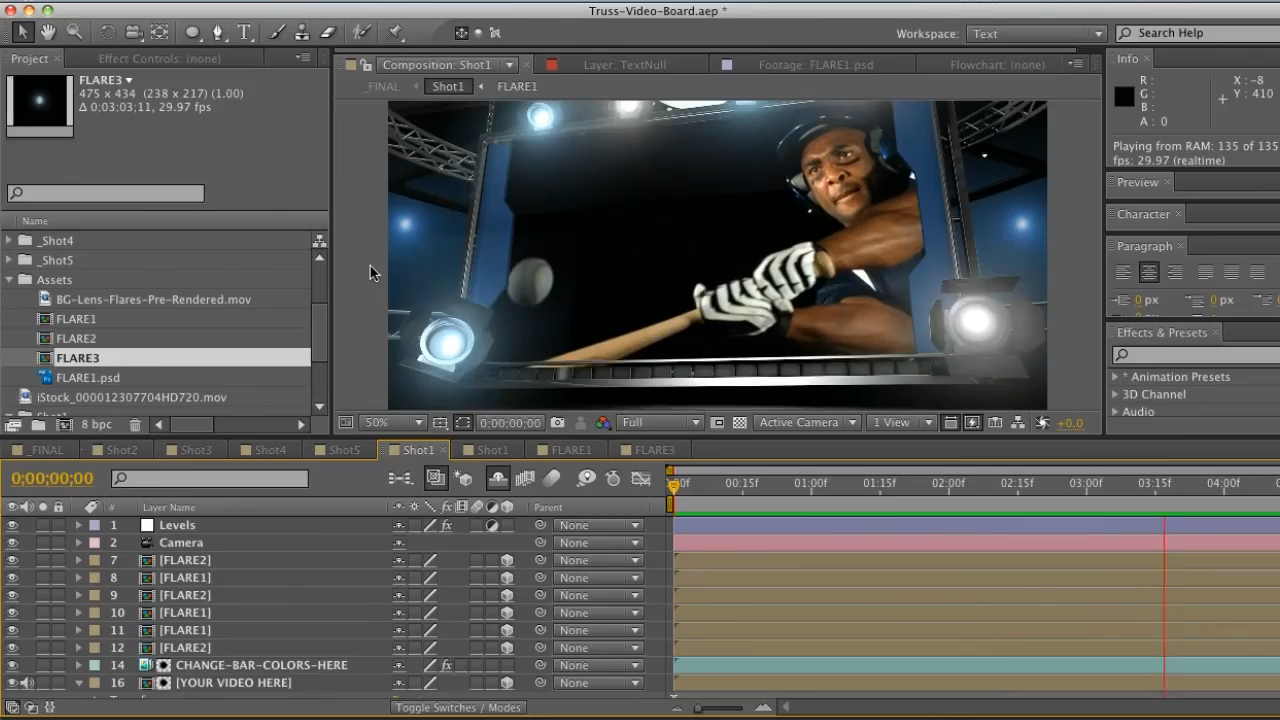 Truss-Video-Board.aep *
Workspace: Text
Search Help
Project
Effect Controls: (none)
Composition: Shot1
Layer: TextNull
Footage: FLARE1.psd
Flowchart: (none)
Info
FLARE3
475 x 434 (238 x 217) (1.00)
Δ 0;03;03;11, 29.97 fps
_FINAL
Shot1
FLARE1
R :
G :
B :
A : 0
X : -8
Y : 410
Playing from RAM: 135 of 135
fps: 29.97 (realtime)
Preview
Character
Paragraph
0 px
0 px
Effects & Presets
* Animation Presets
3D Channel
Audio
Name
_Shot4
_Shot5
Assets
BG-Lens-Flares-Pre-Rendered.mov
FLARE1
FLARE2
FLARE3
FLARE1.psd
iStock_000012307704HD720.mov
8 bpc
50%
0;00;00;00
Full
Active Camera
1 View
+0.0
_FINAL
Shot2
Shot3
Shot4
Shot5
Shot1
Shot1
FLARE1
FLARE3
0;00;00;00
00f
00:15f
01:00f
01:15f
02:00f
02:15f
03:00f
03:15f
04:00f
#
Layer Name
Parent
1 Levels None
2 Camera None
7 [FLARE2] None
8 [FLARE1] None
9 [FLARE2] None
10 [FLARE1] None
11 [FLARE1] None
12 [FLARE2] None
14 CHANGE-BAR-COLORS-HERE None
16 [YOUR VIDEO HERE] None
Toggle Switches / Modes